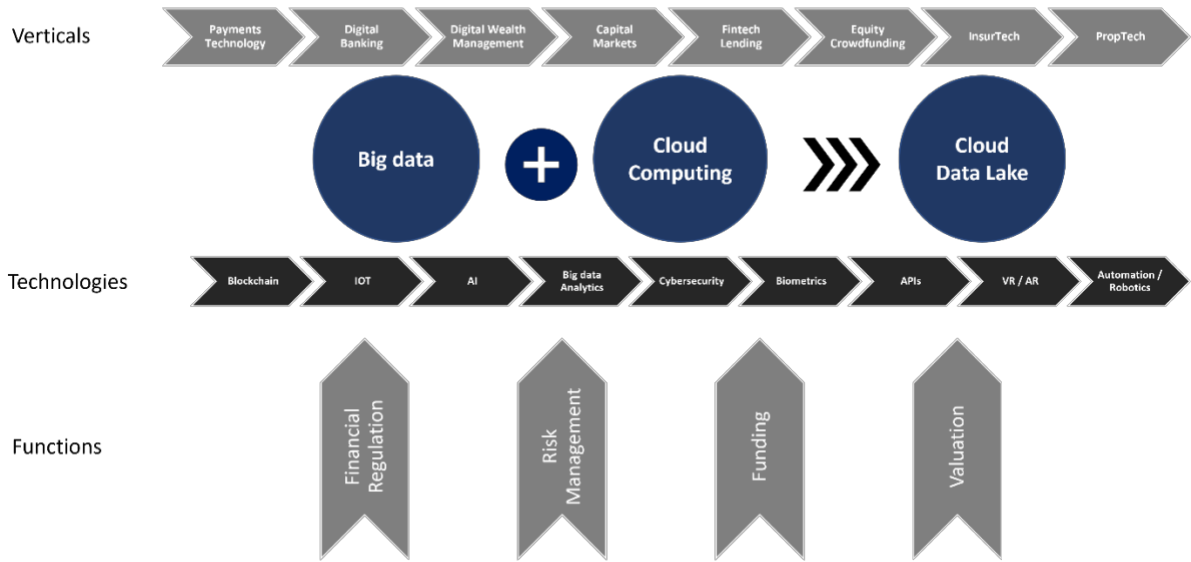 Verticals
Payments
Technology
Digital
Banking
Digital Wealth
Management
Capital
Markets
Fintech
Lending
Equity
Crowdfunding
InsurTech
PropTech
Big data
+
Cloud
Computing
Cloud
Data Lake
Technologies
Blockchain
IOT
AI
Big data
Analytics
Cybersecurity
Biometrics
APIs
VR / AR
Automation /
Robotics
Functions
Financial
Regulation
Risk
Management
Funding
Valuation